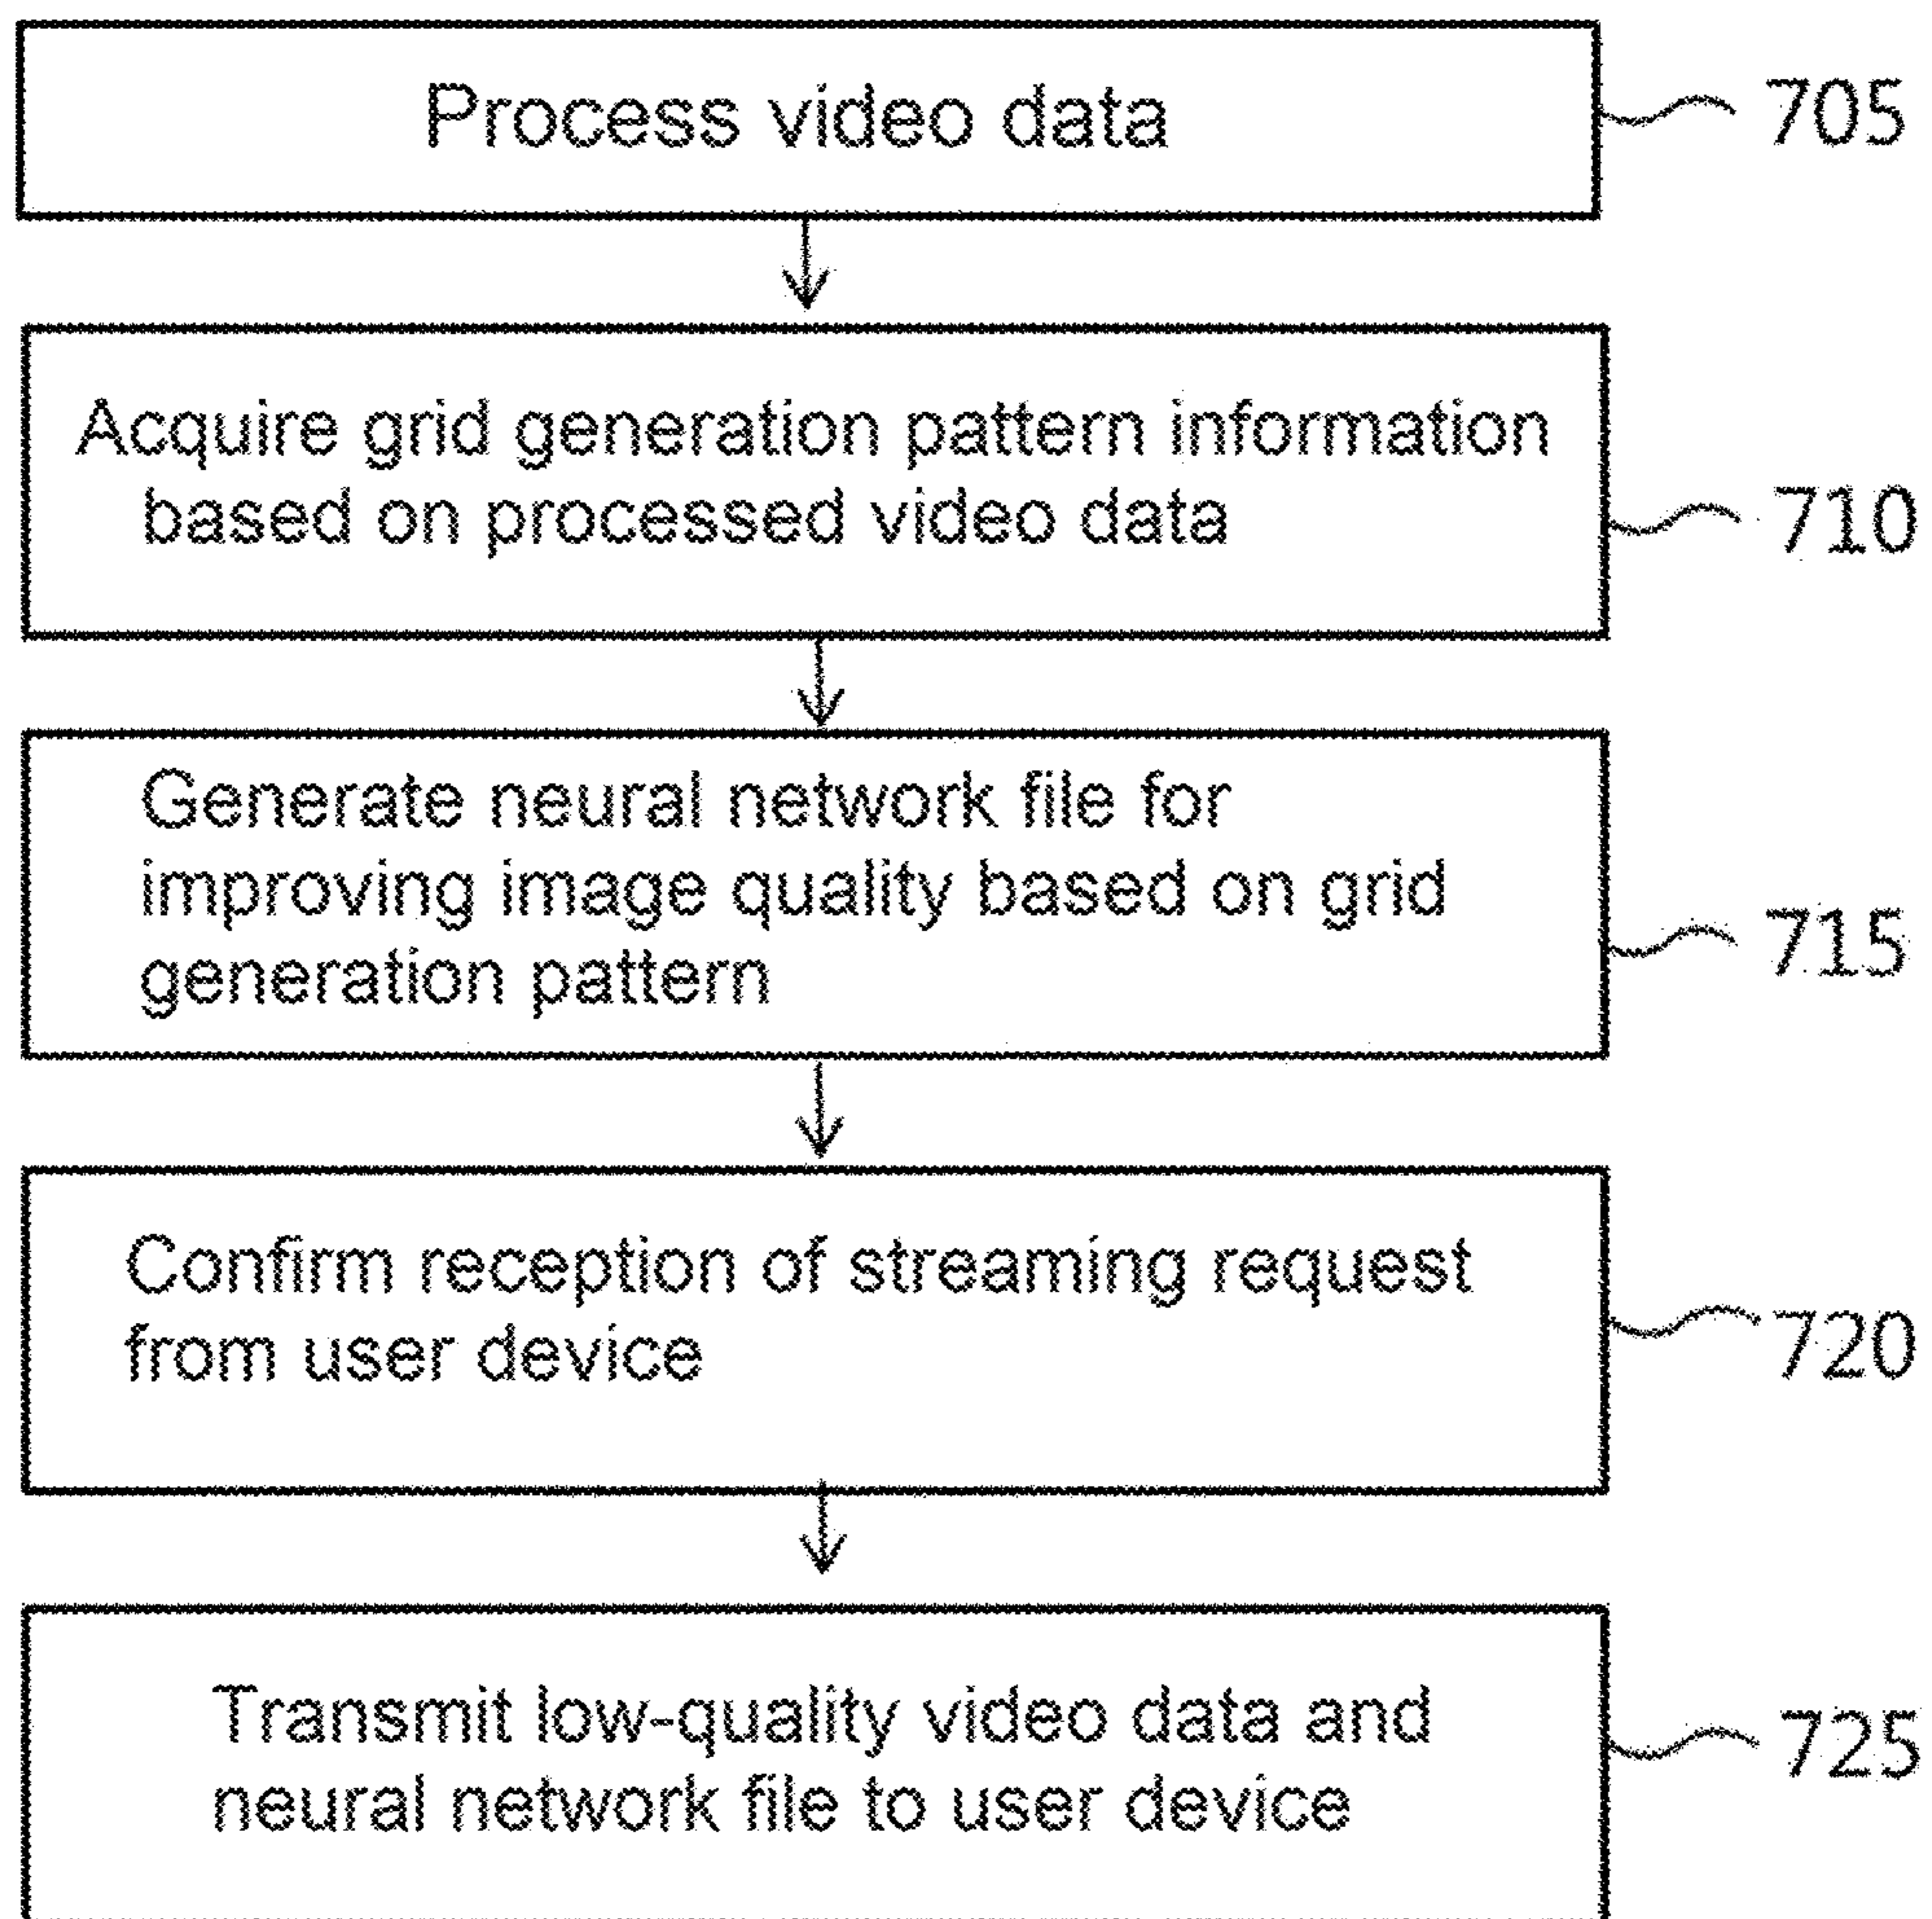 Process video data
705
Acquire grid generation pattern information
based on processed video data
710
Generate neural network file for
improving image quality based on grid
generation pattern
715
Confirm reception of streaming request
from user device
720
Transmit low-quality video data and
neural network file to user device
725